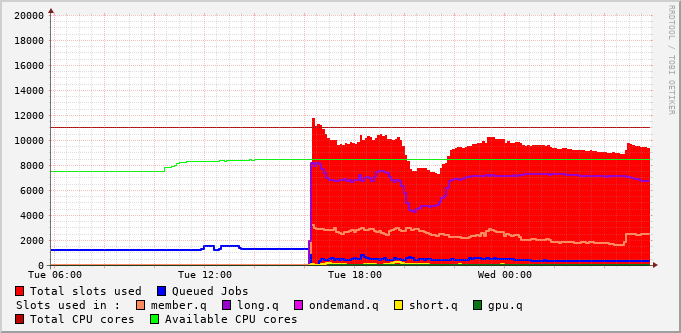 RRDTOOL / TOBI OETIKER
20000
18000
16000
14000
12000
10000
8000
6000
4000
2000
0
Tue 06:00 Tue 12:00 Tue 18:00 Wed 00:00
Total slots used Queued Jobs
Slots used in : member.q long.q ondemand.q short.q gpu.q
Total CPU cores Available CPU cores